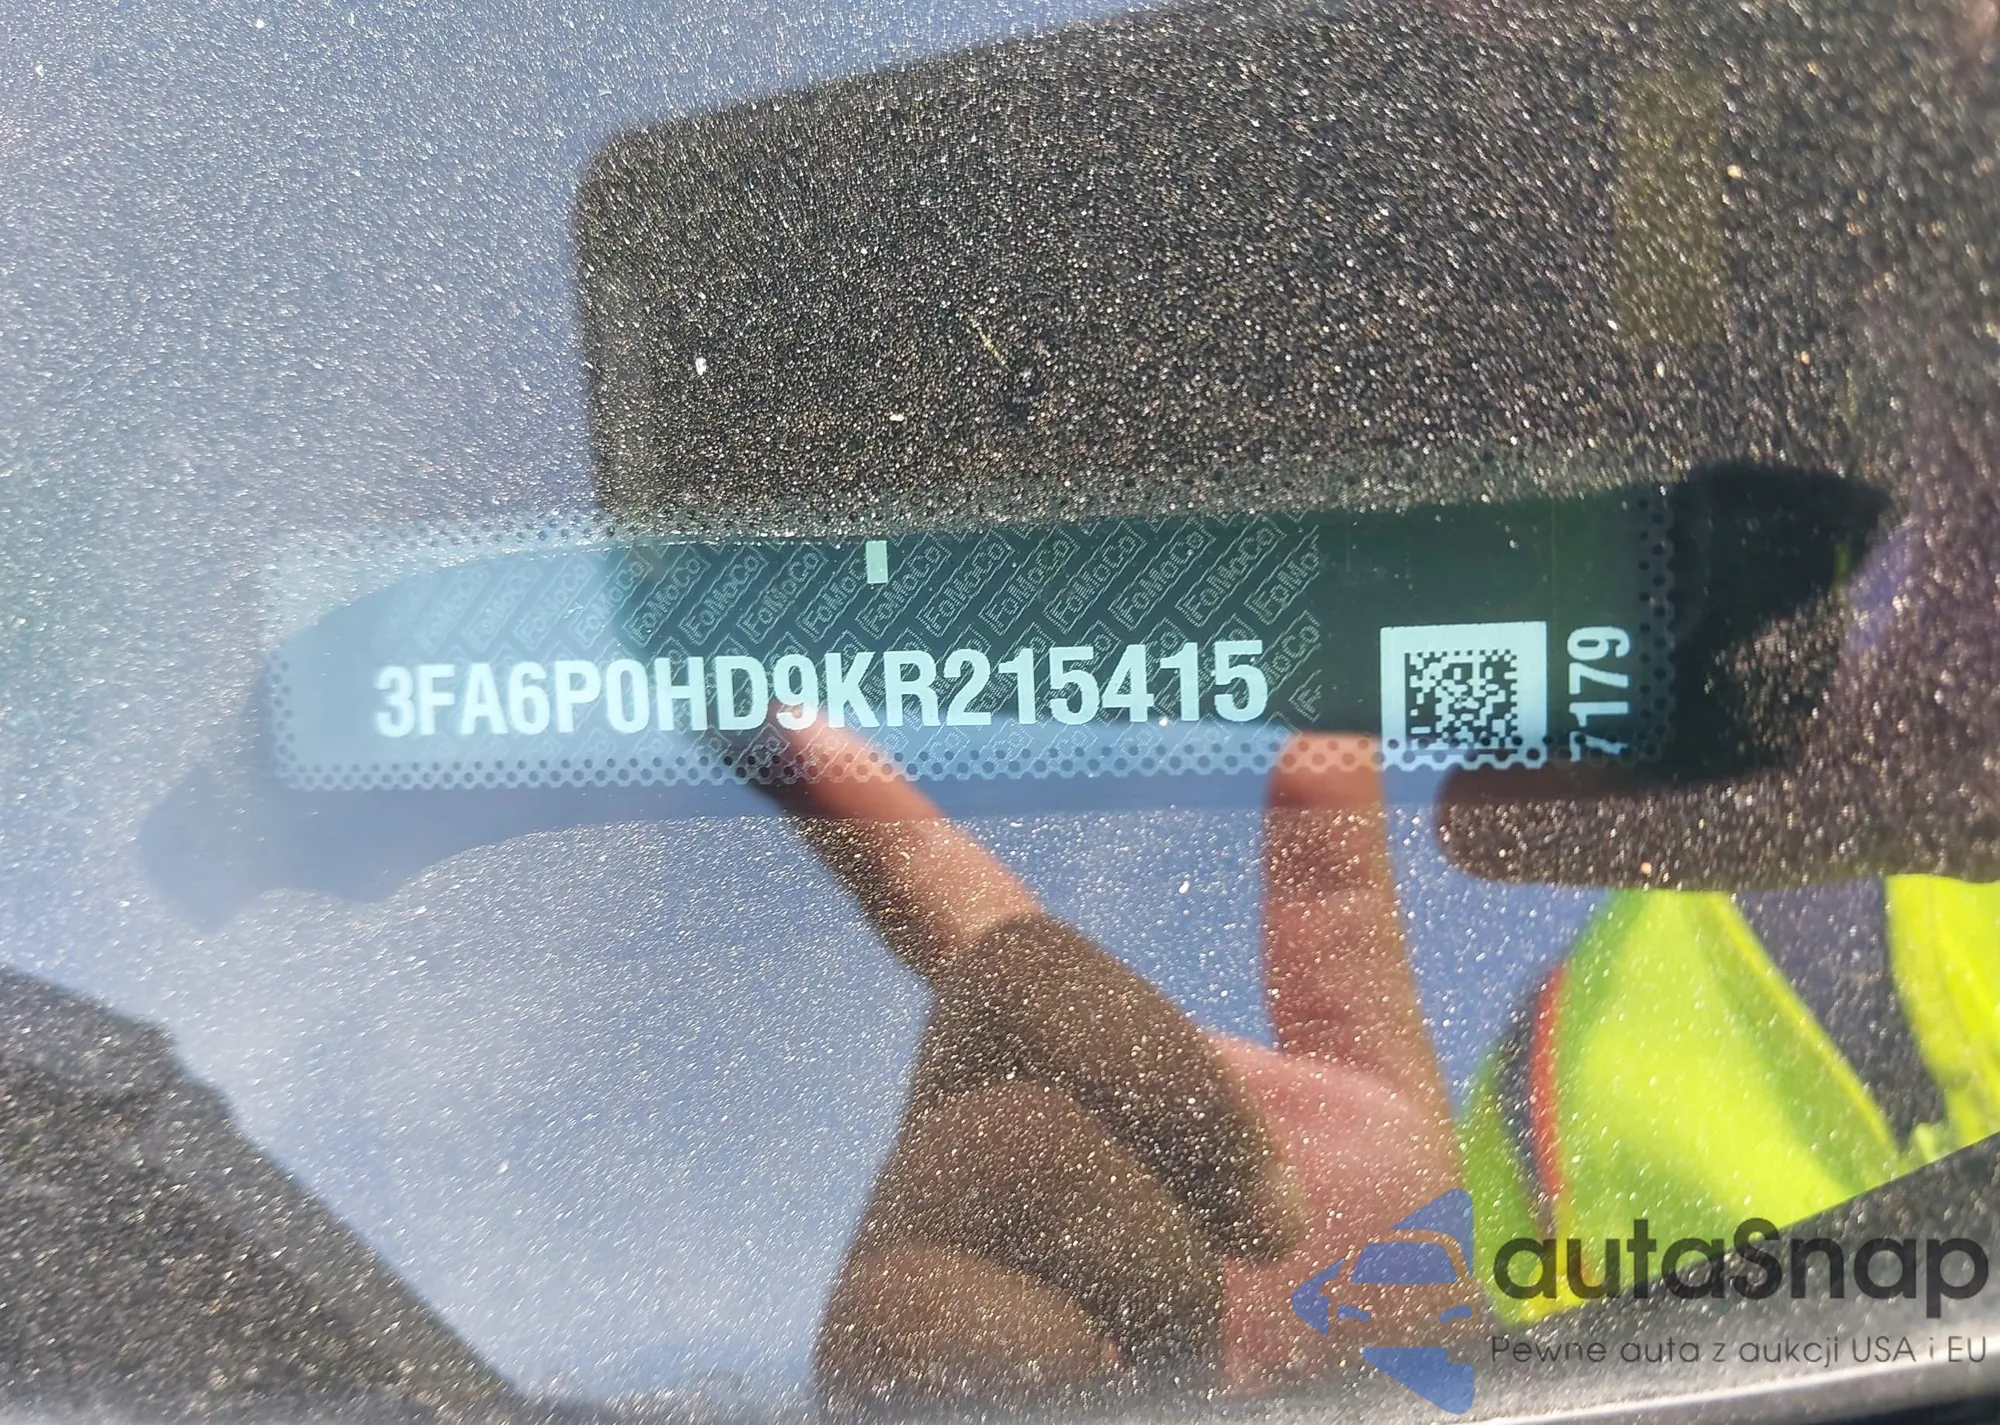 3FA6P0HD9KR215415
7179
autaSnap
Pewne auta z aukcji USA i EU